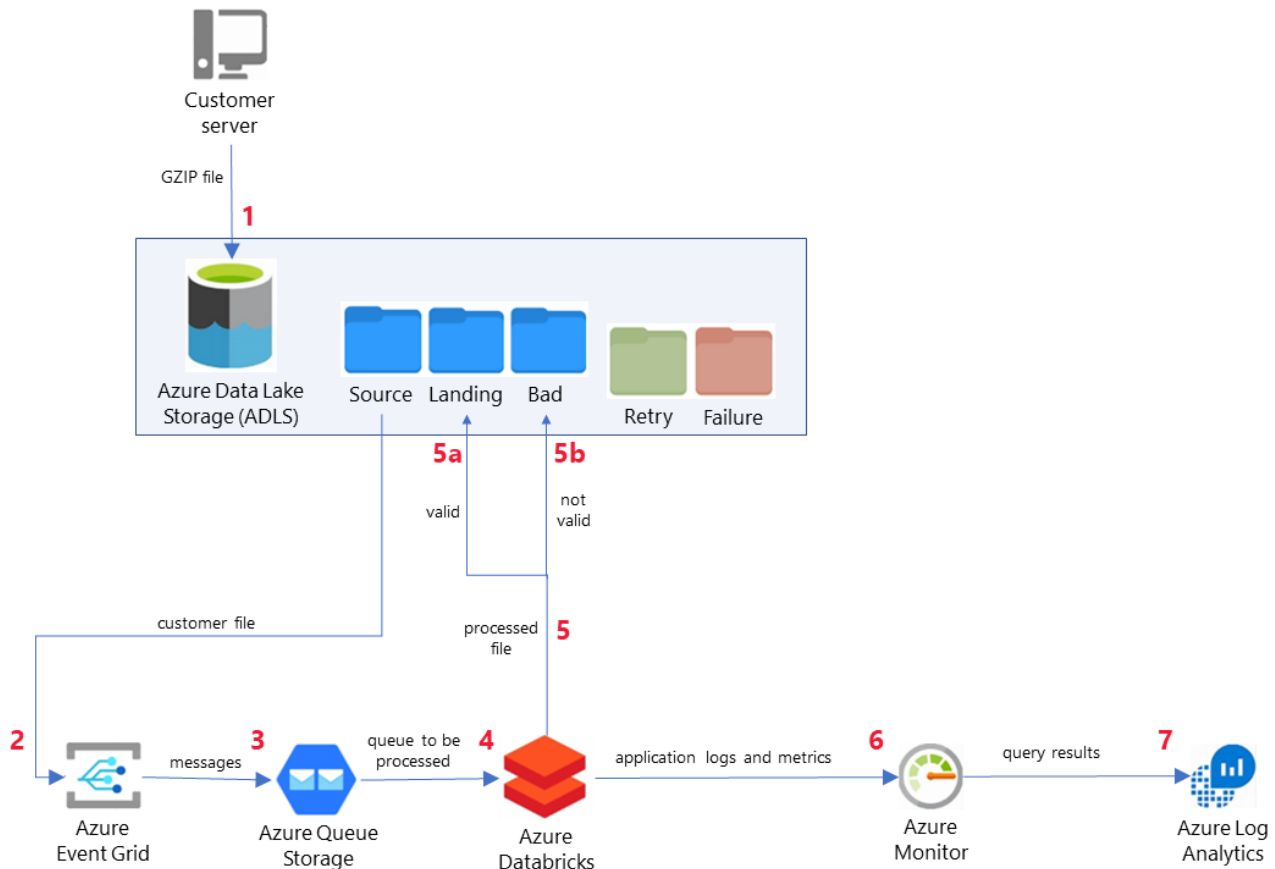 Customer
server
GZIP file
1
Azure Data Lake
Storage (ADLS)
Source
Landing
Bad
Retry
Failure
5a
5b
valid
not
valid
customer file
processed
file
5
2
Azure
Event Grid
messages
3
Azure Queue
Storage
queue to be
processed
4
Azure
Databricks
application logs and metrics
6
Azure
Monitor
query results
7
Azure Log
Analytics